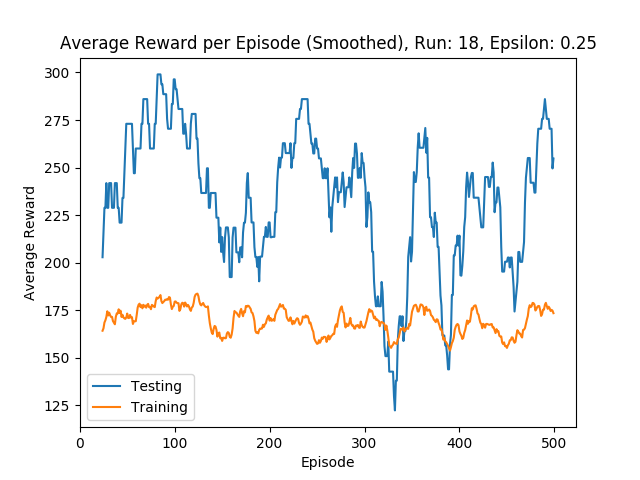 Average Reward per Episode (Smoothed), Run: 18, Epsilon: 0.25
Average Reward
300
275
250
225
200
175
150
125
Testing
Training
0 100 200 300 400 500
Episode